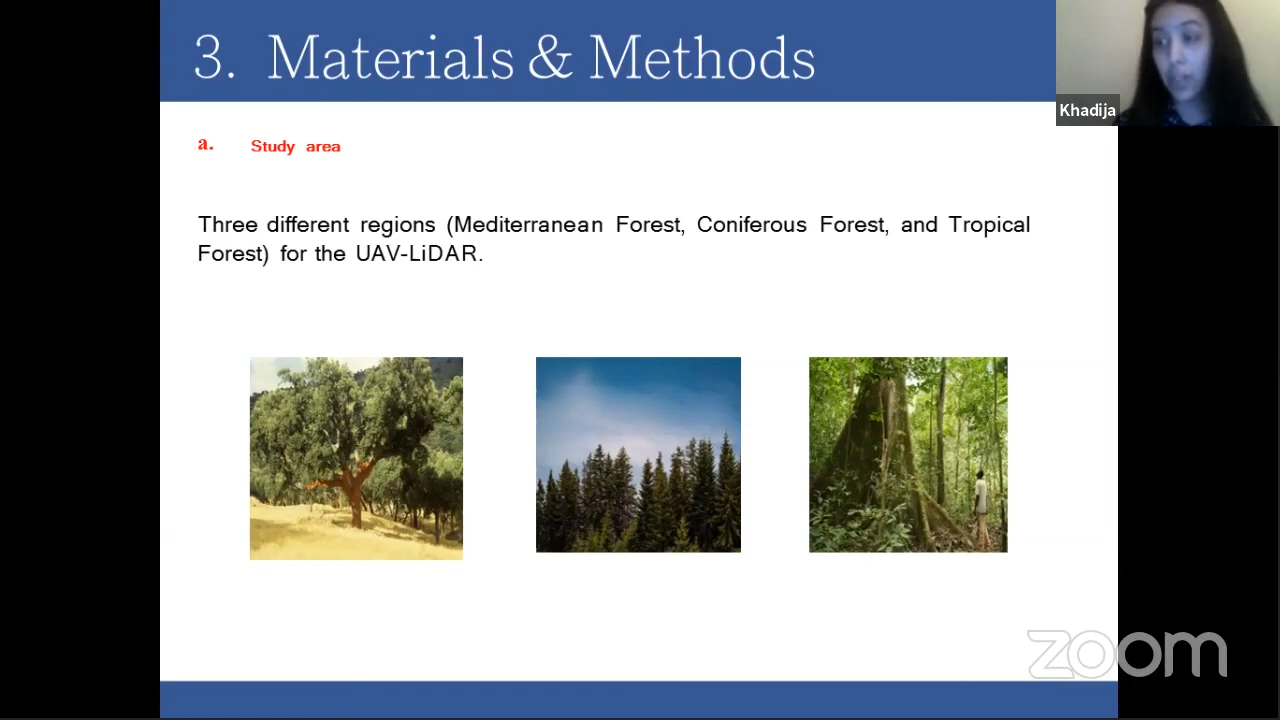 3. Materials & Methods
Khadija
a. Study area
Three different regions (Mediterranean Forest, Coniferous Forest, and Tropical
Forest) for the UAV-LiDAR.
zoom